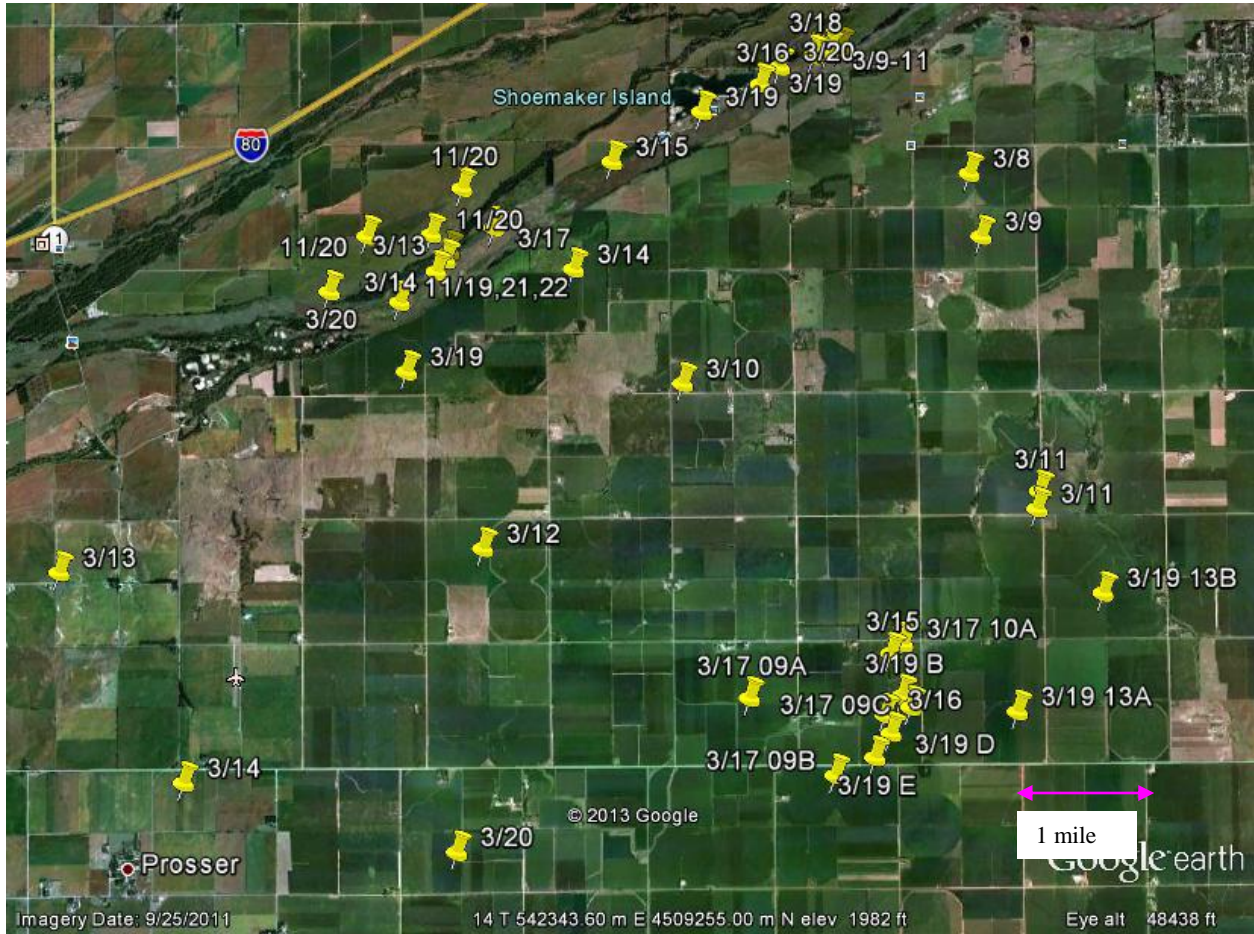 3/18
3/16
3/20
3/9-11
3/19
Shoemaker Island
3/19
80
3/15
11/20
3/8
11/20
3/9
11/20
3/13
3/17
3/14
1
3/14
11/19,21,22
3/20
3/19
3/10
3/11
3/11
3/12
3/13
3/19 13B
3/15
3/17 10A
3/19 B
3/17 09A
3/17 09C
3/16
3/19 13A
3/19 D
3/17 09B
3/14
3/19 E
© 2013 Google
3/20
1 mile
Prosser
Google earth
Imagery Date: 9/25/2011
14 T 542343.60 m E 4509255.00 m N elev 1982 ft
Eye alt 48438 ft